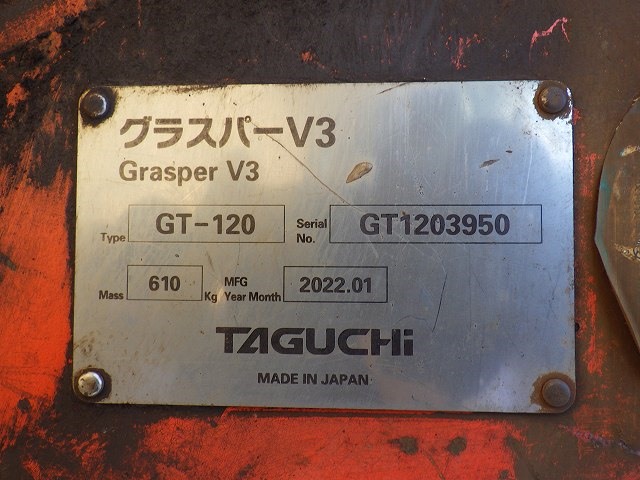 グラスパーV3
Grasper V3
Type GT-120 Serial No. GT1203950
Mass 610 Kg MFG Year Month 2022.01
TAGUCHi
MADE IN JAPAN